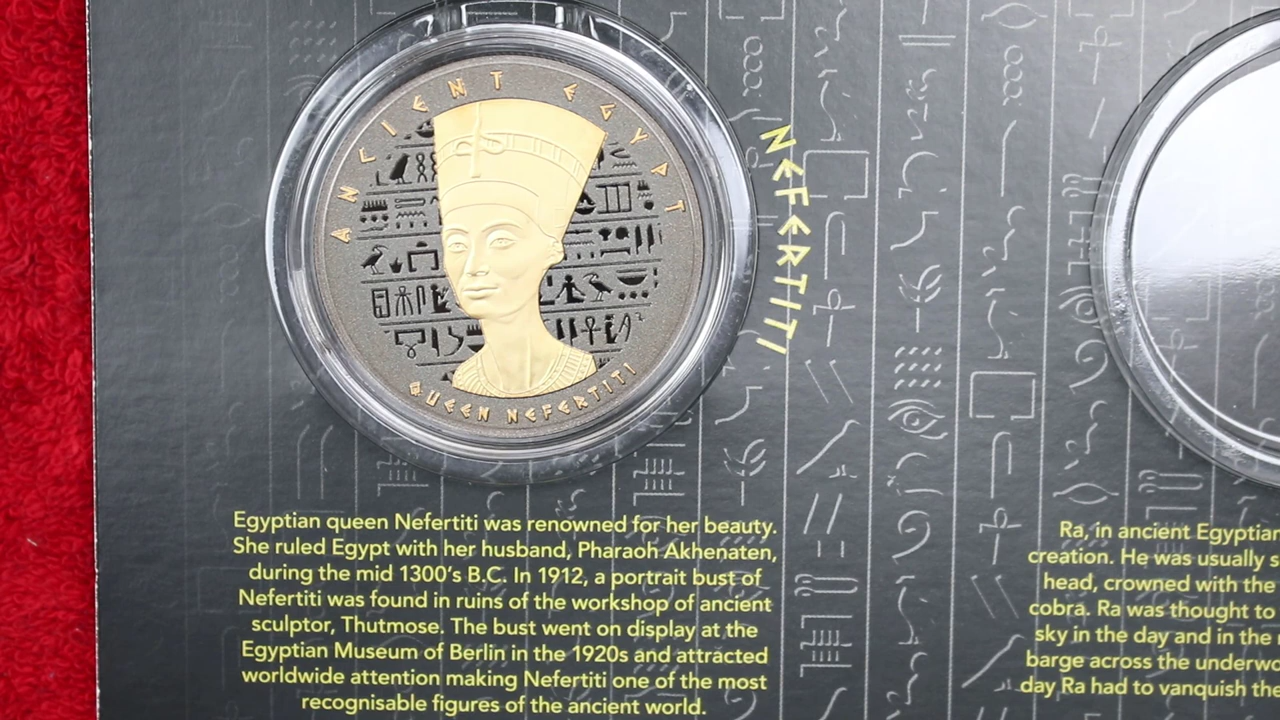 ANCIENT EGYPT
QUEEN NEFERTITI
NEFERTITI
Egyptian queen Nefertiti was renowned for her beauty.
She ruled Egypt with her husband, Pharaoh Akhenaten,
during the mid 1300's B.C. In 1912, a portrait bust of
Nefertiti was found in ruins of the workshop of ancient
sculptor, Thutmose. The bust went on display at the
Egyptian Museum of Berlin in the 1920s and attracted
worldwide attention making Nefertiti one of the most
recognisable figures of the ancient world.
Ra, in ancient Egyptian
creation. He was usually s
head, crowned with the
cobra. Ra was thought to
sky in the day and in the
barge across the underwo
day Ra had to vanquish the